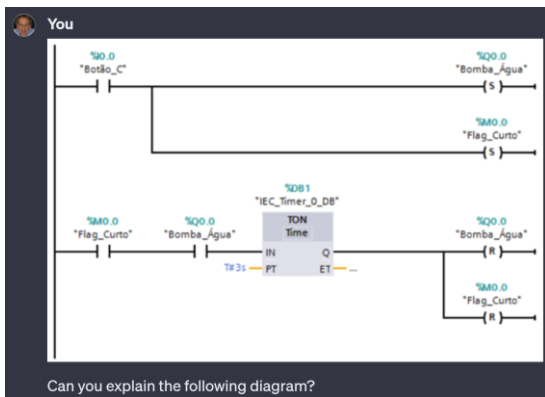 You
%I0.0
"Botão_C"
%Q0.0
"Bomba_Água"
S
%M0.0
"Flag_Curto"
S
%DB1
"IEC_Timer_0_DB"
%M0.0
"Flag_Curto"
%Q0.0
"Bomba_Água"
TON
Time
IN
Q
T#3s
PT
ET
...
%Q0.0
"Bomba_Água"
R
%M0.0
"Flag_Curto"
R
Can you explain the following diagram?